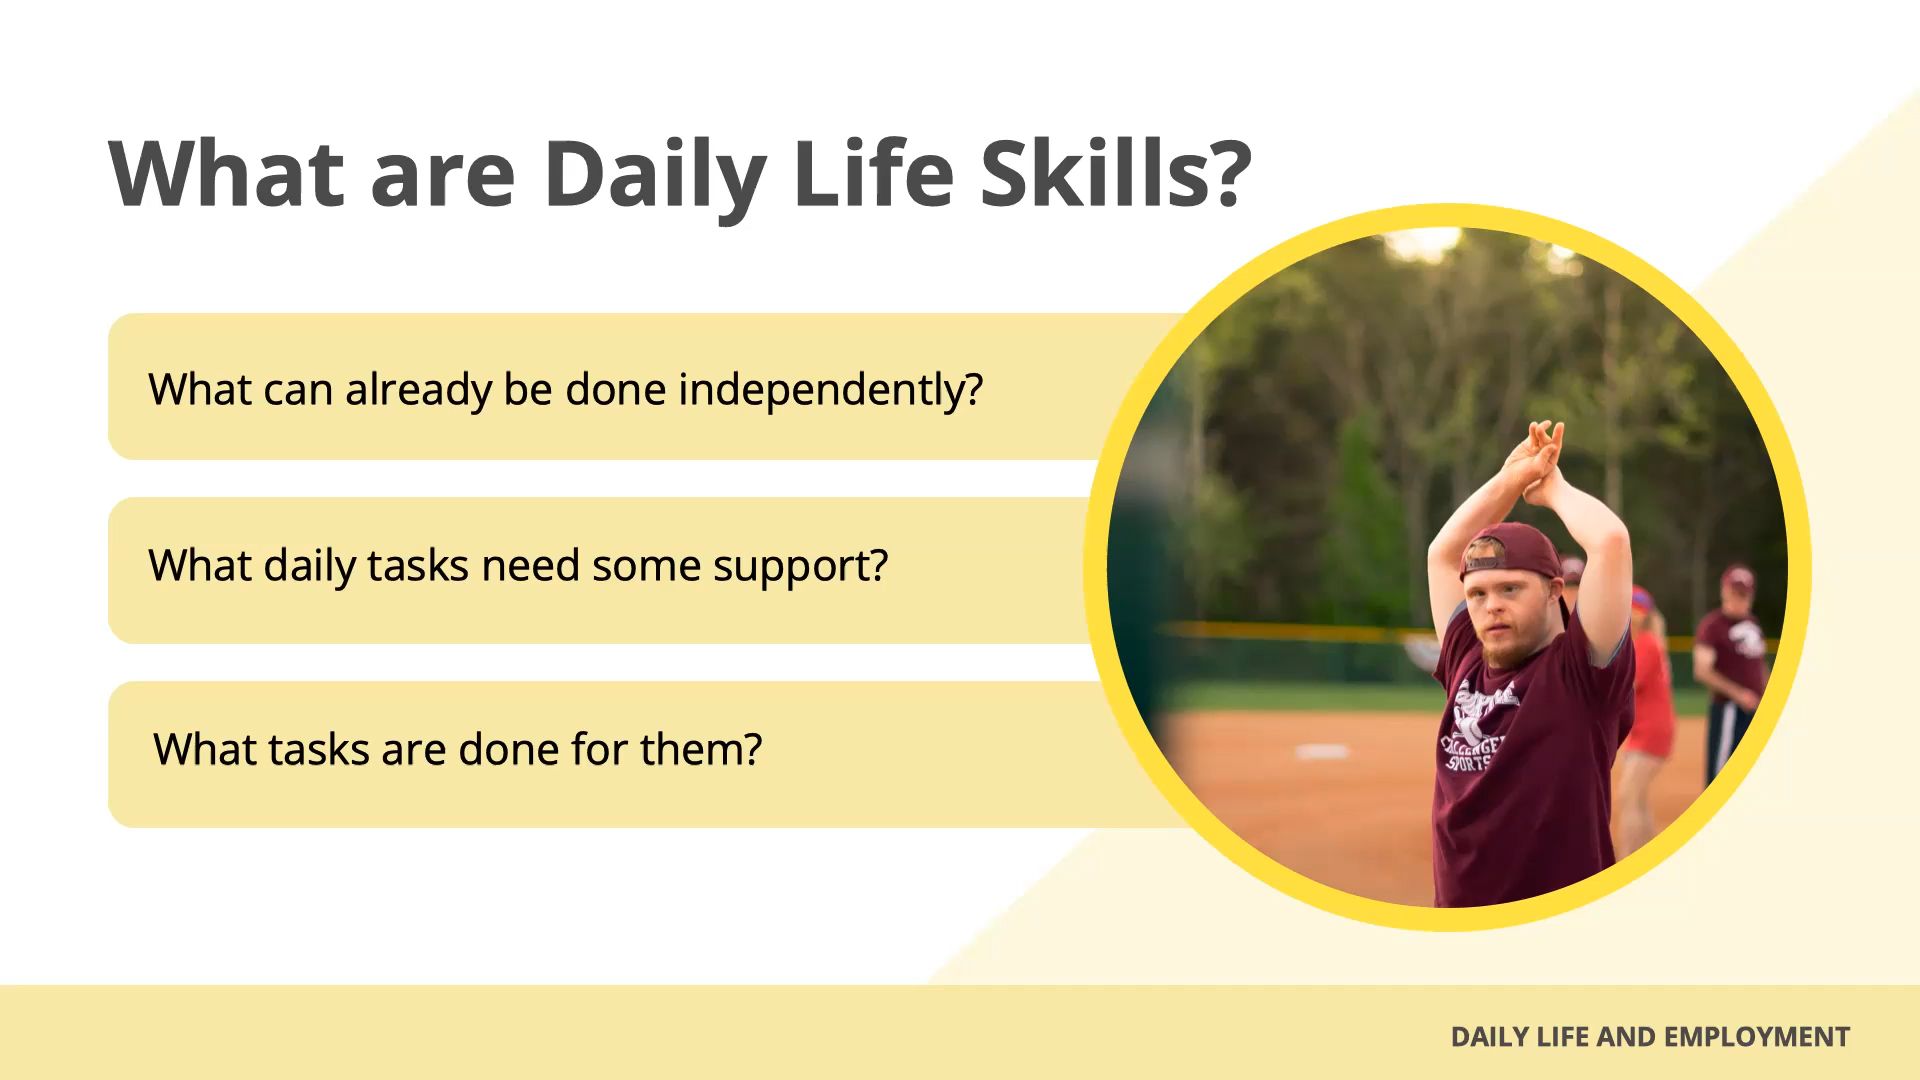 What are Daily Life Skills?
What can already be done independently?
What daily tasks need some support?
What tasks are done for them?
SPORTS
DAILY LIFE AND EMPLOYMENT